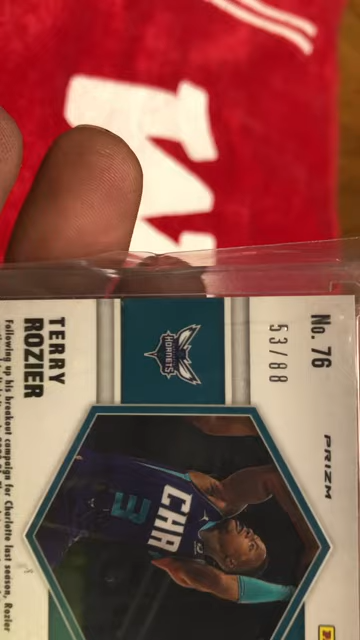 No. 76
53/88
PRIZM
HORNETS
CHA
3
TERRY
ROZIER
Following up his breakout campaign for Charlotte last season, Rozier